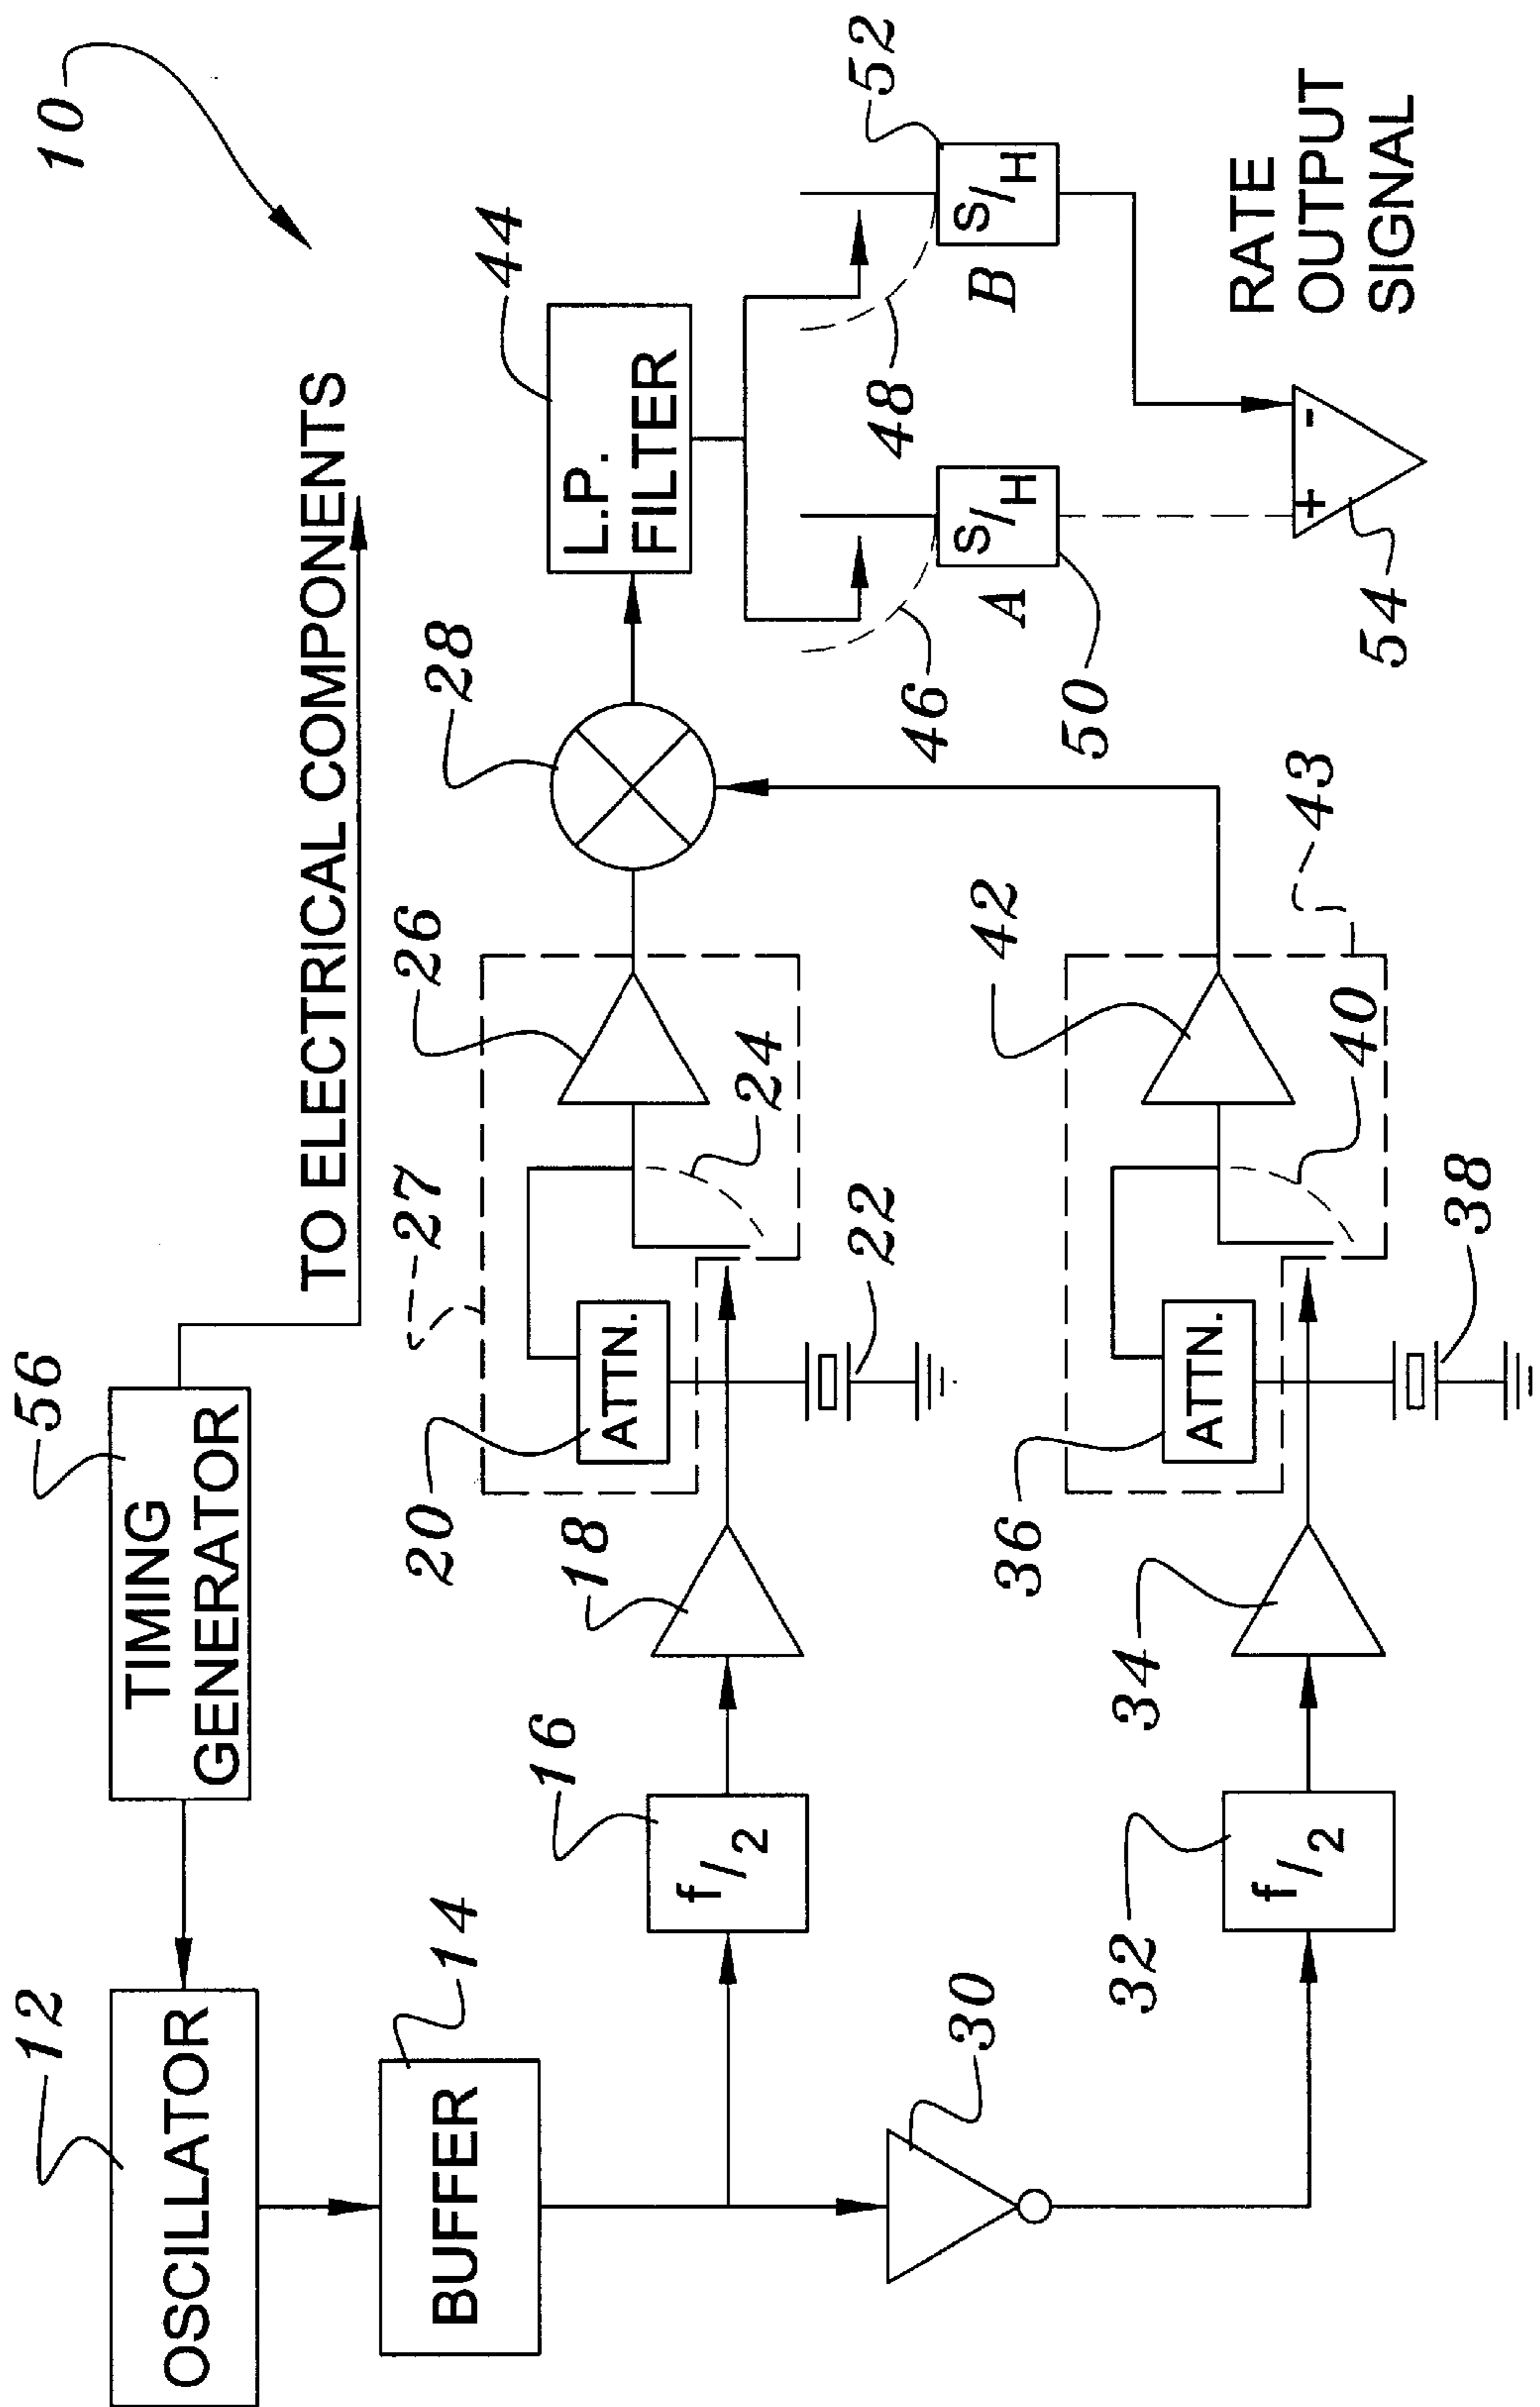 10
12
56
OSCILLATOR
TIMING
GENERATOR
TO ELECTRICAL COMPONENTS
14
BUFFER
27
26
28
44
L.P.
FILTER
20
ATTN.
24
16
f/2
18
22
48
52
46
A
S/H
B
S/H
50
30
36
ATTN.
42
43
40
32
f/2
34
38
+
-
54
RATE
OUTPUT
SIGNAL